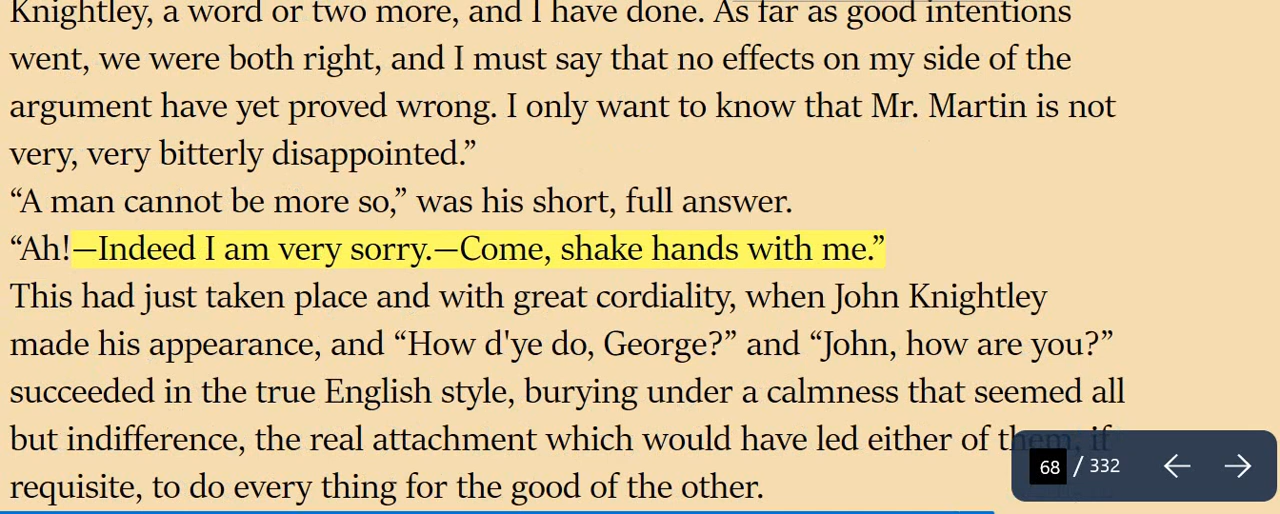 Knightley, a word or two more, and I have done. As far as good intentions
went, we were both right, and I must say that no effects on my side of the
argument have yet proved wrong. I only want to know that Mr. Martin is not
very, very bitterly disappointed.”
“A man cannot be more so,” was his short, full answer.
“Ah!—Indeed I am very sorry.—Come, shake hands with me.”
This had just taken place and with great cordiality, when John Knightley
made his appearance, and “How d'ye do, George?” and “John, how are you?”
succeeded in the true English style, burying under a calmness that seemed all
but indifference, the real attachment which would have led either of them, if
requisite, to do every thing for the good of the other.
68 / 332